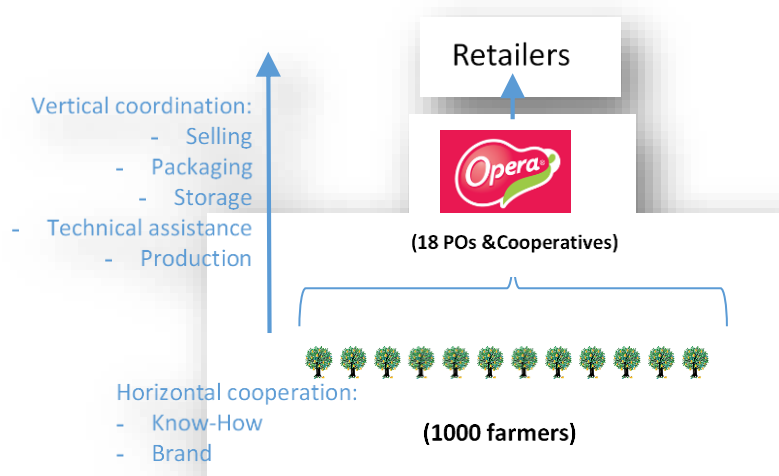 Retailers
Vertical coordination:
- Selling
- Packaging
- Storage
- Technical assistance
- Production
Opera®
(18 POs &Cooperatives)
Horizontal cooperation:
- Know-How
- Brand
(1000 farmers)